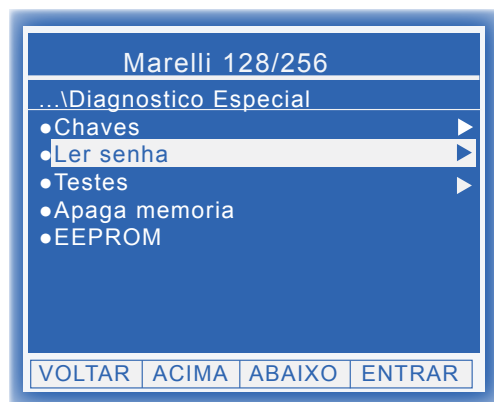 Marelli 128/256
...\Diagnostico Especial
●Chaves ▶
●Ler senha ▶
●Testes ▶
●Apaga memoria
●EEPROM
VOLTAR ACIMA ABAIXO ENTRAR